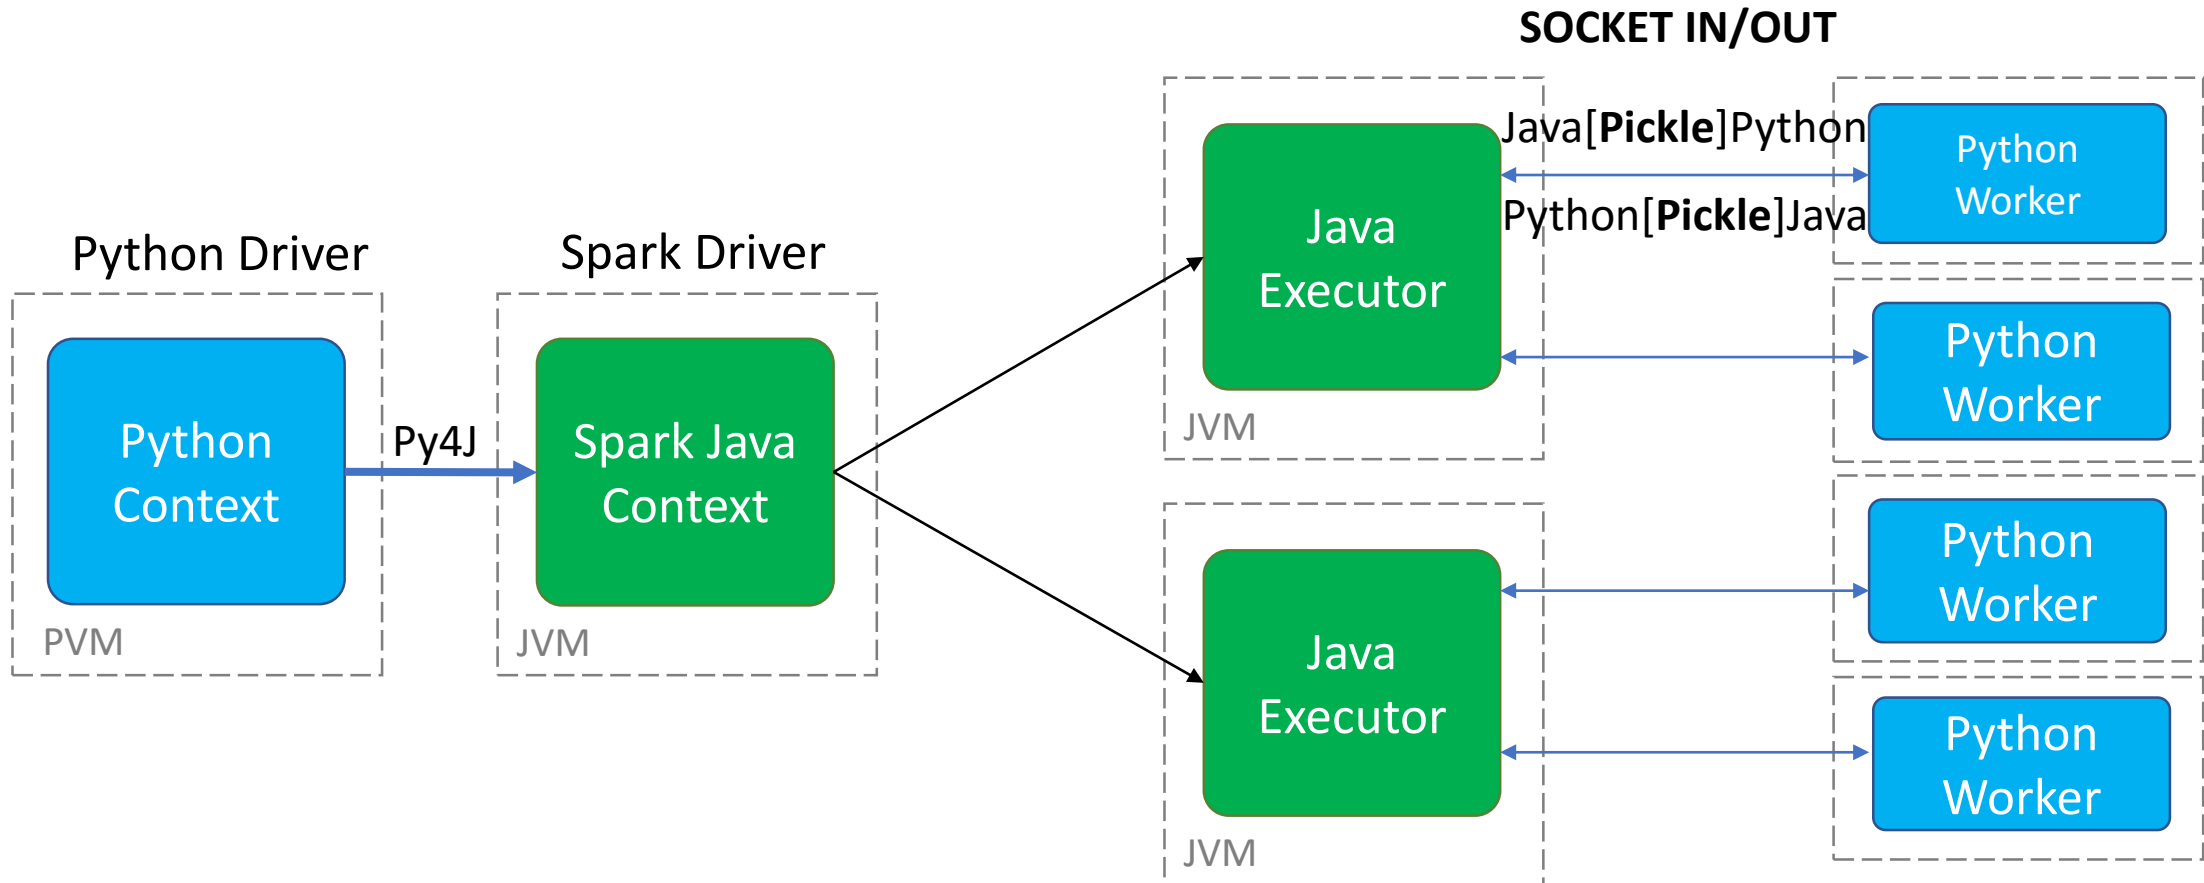 SOCKET IN/OUT
Python Driver
Python
Context
PVM
Py4J
Spark Driver
Spark Java
Context
JVM
Java
Executor
JVM
Java[Pickle]Python
Python[Pickle]Java
Python
Worker
Python
Worker
Java
Executor
JVM
Python
Worker
Python
Worker